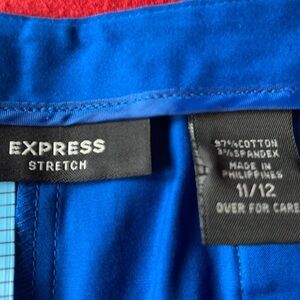 EXPRESS
STRETCH
97%COTTON
3%SPANDEX
MADE IN
PHILIPPINES
11/12
OVER FOR CARE